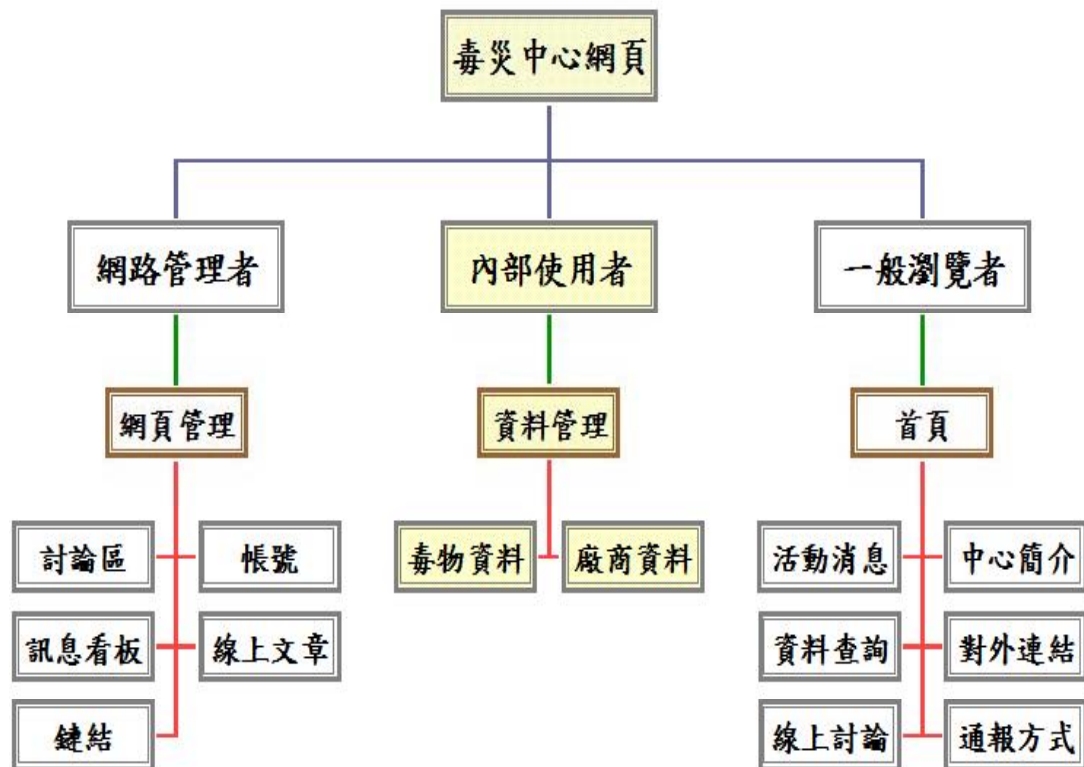 毒災中心網頁
網路管理者
內部使用者
一般瀏覽者
網頁管理
資料管理
首頁
討論區
帳號
毒物資料
廠商資料
活動消息
中心簡介
訊息看板
線上文章
資料查詢
對外連結
鏈結
線上討論
通報方式